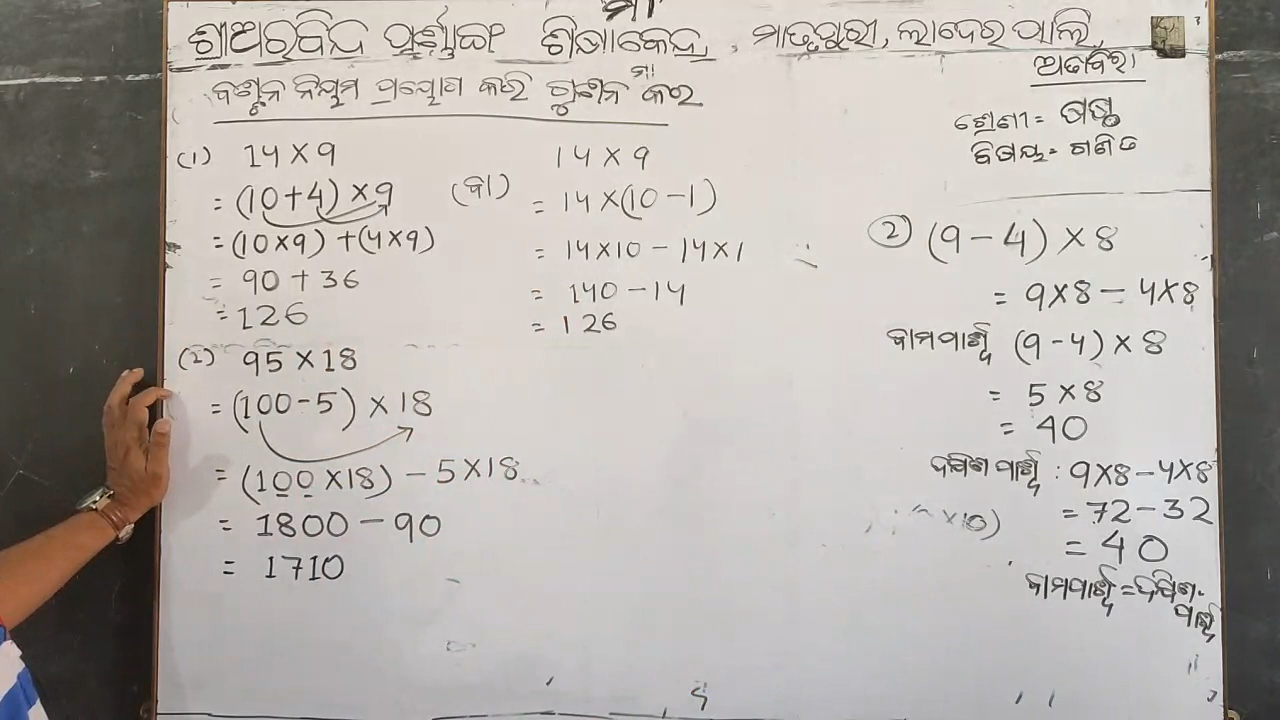 ମା
ଶ୍ରୀଅରବିନ୍ଦ ପୂର୍ଣ୍ଣାଙ୍ଗ ଶିକ୍ଷାକେନ୍ଦ୍ର, ମାତୃପୁରୀ, ଲାଦେରପାଲି,
ଅତାବିରା
ବଣ୍ଟନ ନିୟମ ପ୍ରୟୋଗ କରି ଗୁଣନ କର
ଶ୍ରେଣୀ = ଷଷ୍ଠ
ବିଷୟ = ଗଣିତ
(1) 14 × 9
= (10+4) × 9
= (10×9) + (4×9)
= 90 + 36
= 126
(ବା) 14 × 9
= 14 × (10 − 1)
= 14×10 − 14×1
= 140 − 14
= 126
(2) 95 × 18
= (100−5) × 18
= (100 × 18) − 5×18
= 1800 − 90
= 1710
② (9 − 4) × 8
= 9×8 − 4×8
ବାମପାର୍ଶ୍ୱ (9−4) × 8
= 5 × 8
= 40
ଦକ୍ଷିଣ ପାର୍ଶ୍ୱ : 9×8 − 4×8
= 72 − 32
= 40
ବାମପାର୍ଶ୍ୱ = ଦକ୍ଷିଣ
ପାର୍ଶ୍ୱ